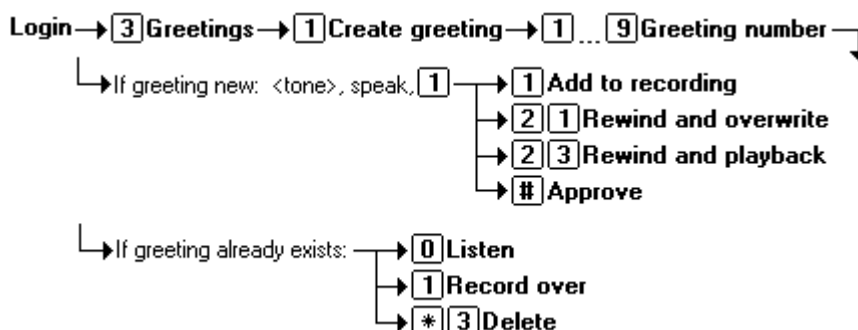 Login 3 Greetings 1 Create greeting 1 ... 9 Greeting number
If greeting new: <tone>, speak, 1 1 Add to recording
2 1 Rewind and overwrite
2 3 Rewind and playback
# Approve
If greeting already exists: 0 Listen
1 Record over
* 3 Delete